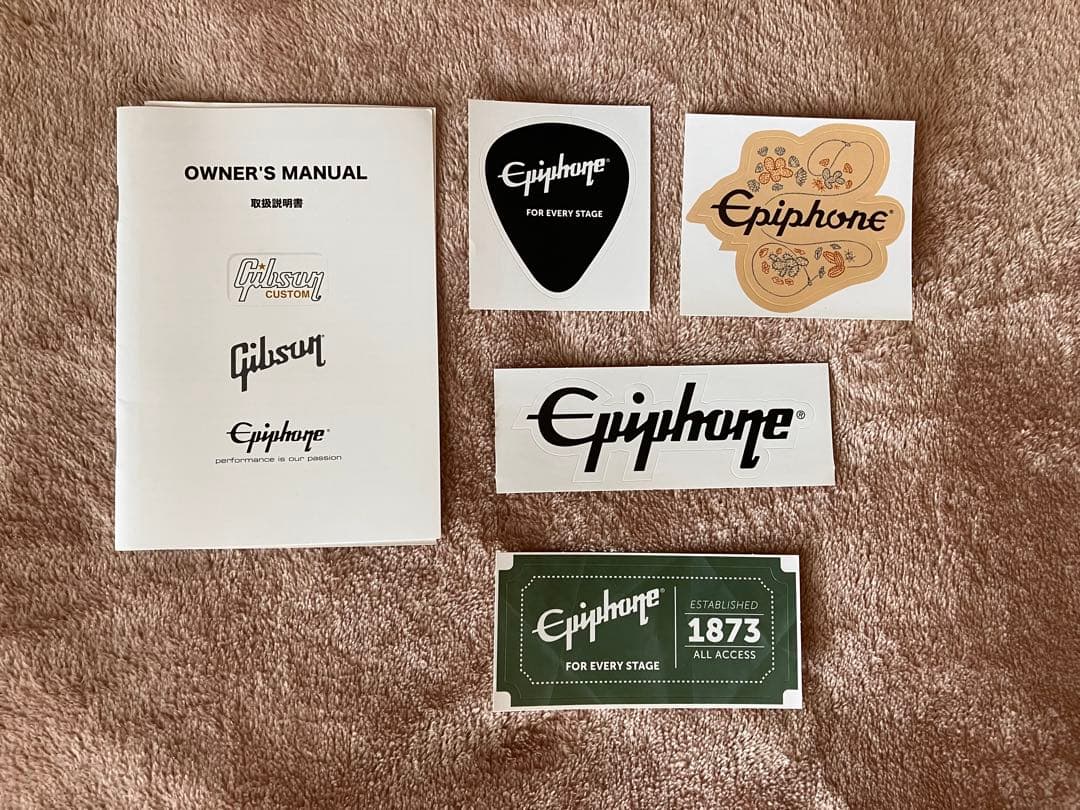 OWNER'S MANUAL
取扱説明書
Gibson
CUSTOM
Gibson
Epiphone®
performance is our passion
Epiphone®
FOR EVERY STAGE
Epiphone®
Epiphone®
Epiphone®
FOR EVERY STAGE
ESTABLISHED
1873
ALL ACCESS